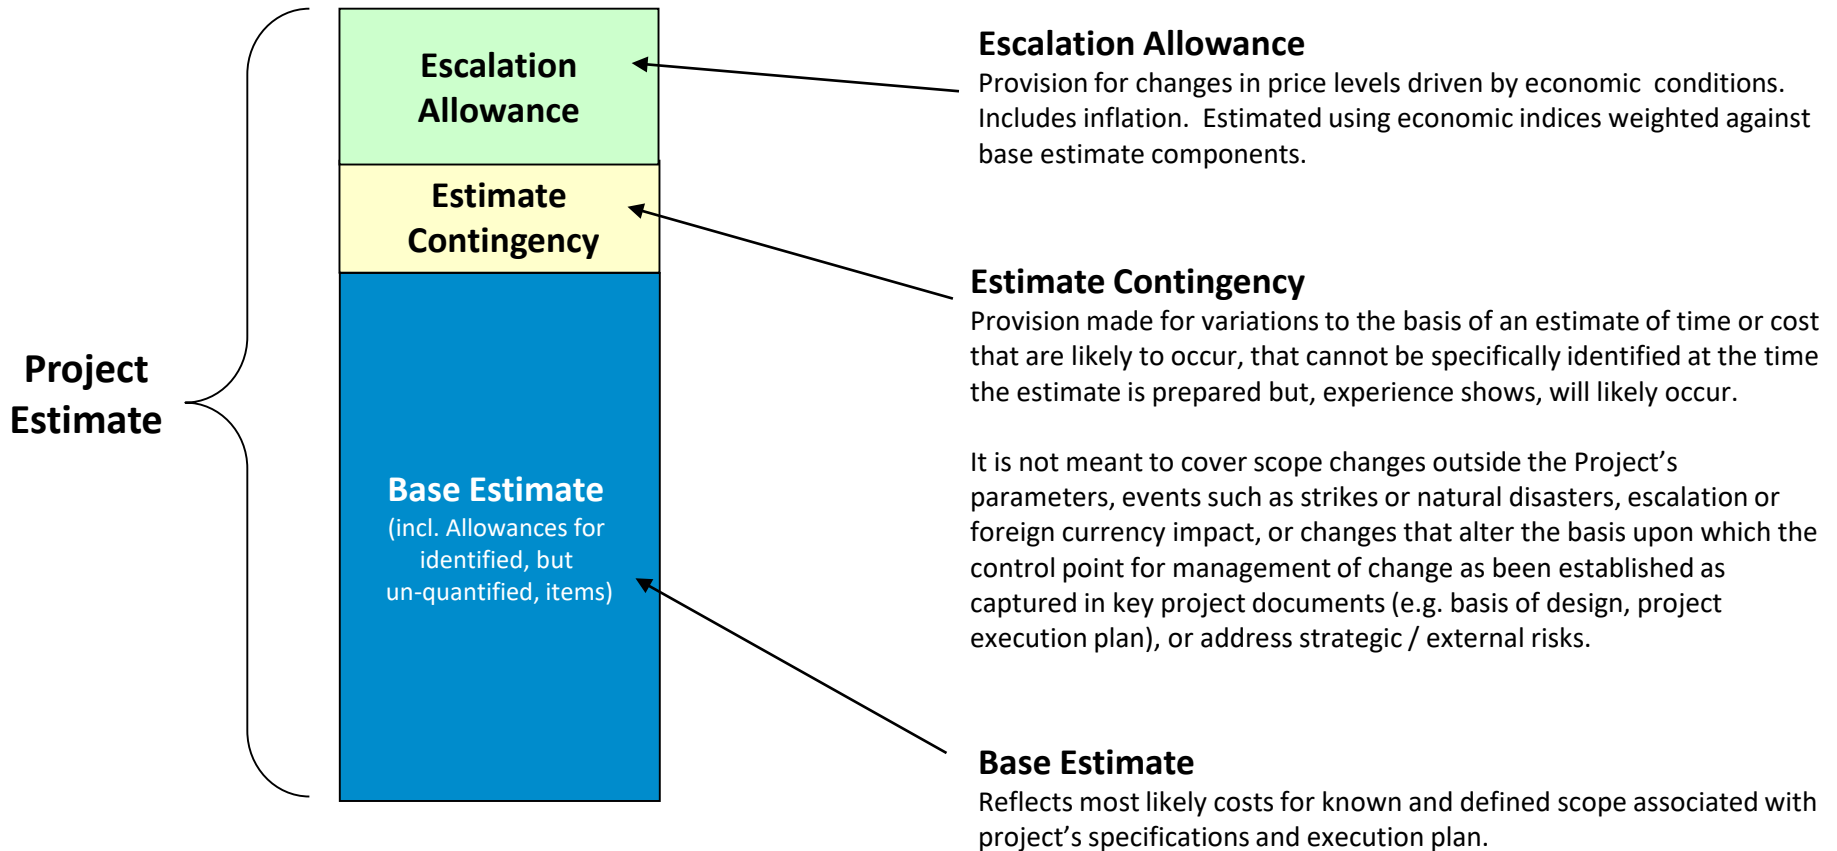 Project
Estimate
Escalation
Allowance
Estimate
Contingency
Base Estimate
(incl. Allowances for
identified, but
un-quantified, items)
Escalation Allowance
Provision for changes in price levels driven by economic conditions.
Includes inflation. Estimated using economic indices weighted against
base estimate components.
Estimate Contingency
Provision made for variations to the basis of an estimate of time or cost
that are likely to occur, that cannot be specifically identified at the time
the estimate is prepared but, experience shows, will likely occur.
It is not meant to cover scope changes outside the Project’s
parameters, events such as strikes or natural disasters, escalation or
foreign currency impact, or changes that alter the basis upon which the
control point for management of change as been established as
captured in key project documents (e.g. basis of design, project
execution plan), or address strategic / external risks.
Base Estimate
Reflects most likely costs for known and defined scope associated with
project’s specifications and execution plan.